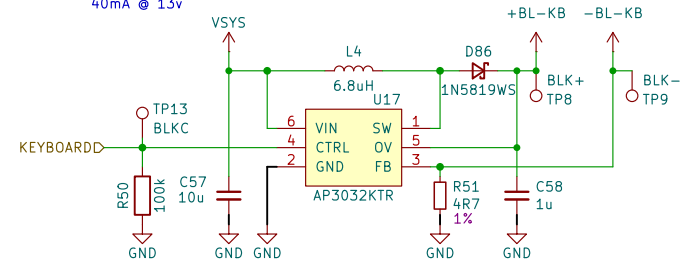 40mA @ 13v
VSYS
+BL-KB
-BL-KB
L4
6.8uH
D86
1N5819WS
BLK+
TP8
BLK-
TP9
TP13
BLKC
U17
6
VIN
SW
1
KEYBOARD
4
CTRL
OV
5
2
GND
FB
3
AP3032KTR
R50
100k
C57
10u
R51
4R7
1%
C58
1u
GND
GND
GND
GND
GND